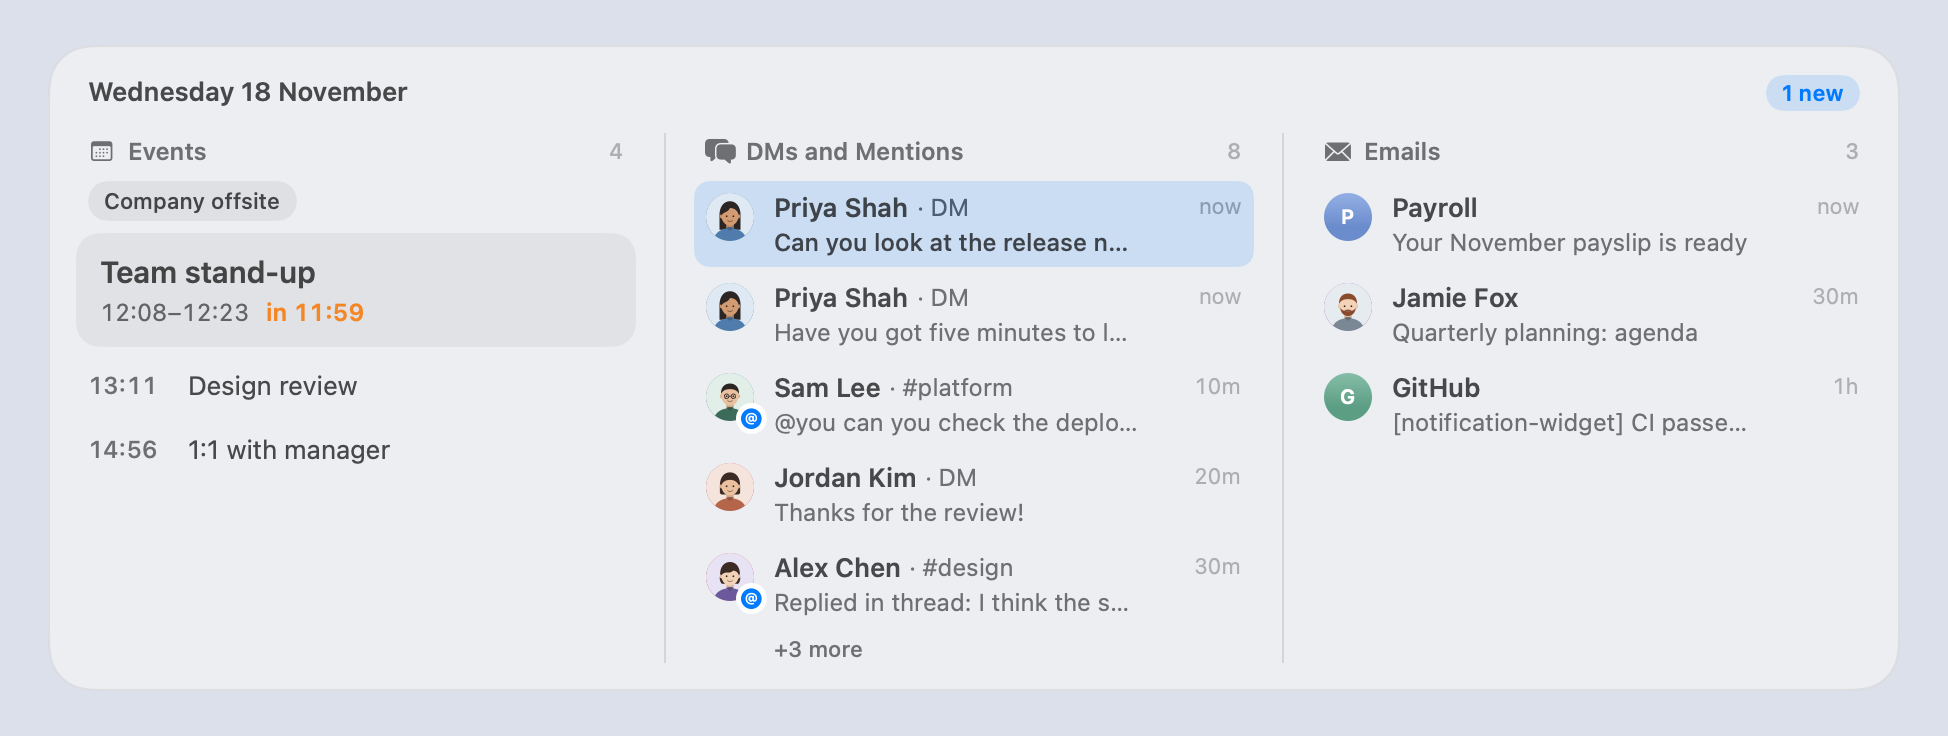 Wednesday 18 November
1 new
Events 4
Company offsite
Team stand-up
12:08–12:23 in 11:59
13:11 Design review
14:56 1:1 with manager
DMs and Mentions 8
Priya Shah · DM now
Can you look at the release n...
Priya Shah · DM now
Have you got five minutes to l...
Sam Lee · #platform 10m
@
@you can you check the deplo...
Jordan Kim · DM 20m
Thanks for the review!
Alex Chen · #design 30m
@
Replied in thread: I think the s...
+3 more
Emails 3
P
Payroll now
Your November payslip is ready
Jamie Fox 30m
Quarterly planning: agenda
G
GitHub 1h
[notification-widget] CI passe...